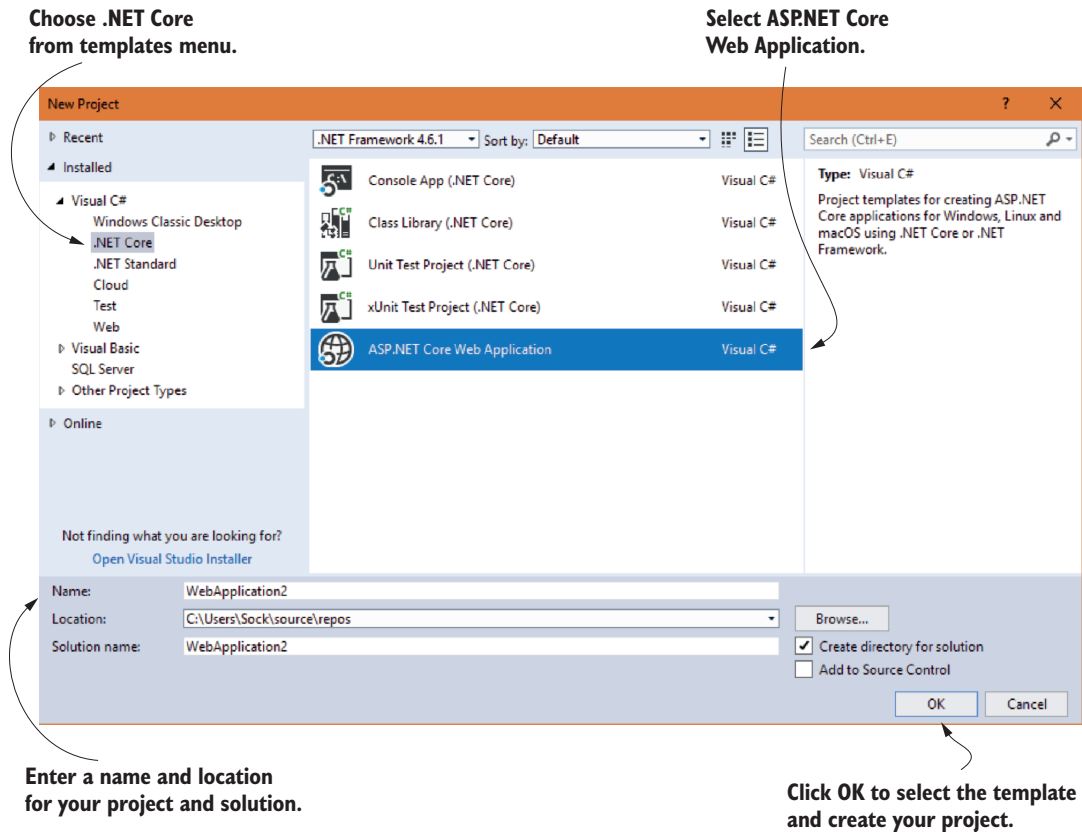 Choose .NET Core
from templates menu.
Select ASP.NET Core
Web Application.
New Project
? X
Recent
Installed
Visual C#
Windows Classic Desktop
.NET Core
.NET Standard
Cloud
Test
Web
Visual Basic
SQL Server
Other Project Types
Online
Not finding what you are looking for?
Open Visual Studio Installer
.NET Framework 4.6.1 Sort by: Default
Console App (.NET Core) Visual C#
Class Library (.NET Core) Visual C#
Unit Test Project (.NET Core) Visual C#
xUnit Test Project (.NET Core) Visual C#
ASP.NET Core Web Application Visual C#
Search (Ctrl+E)
Type: Visual C#
Project templates for creating ASP.NET
Core applications for Windows, Linux and
macOS using .NET Core or .NET
Framework.
Name: WebApplication2
Location: C:\Users\Sock\source\repos Browse...
Solution name: WebApplication2
Create directory for solution
Add to Source Control
OK Cancel
Enter a name and location
for your project and solution.
Click OK to select the template
and create your project.